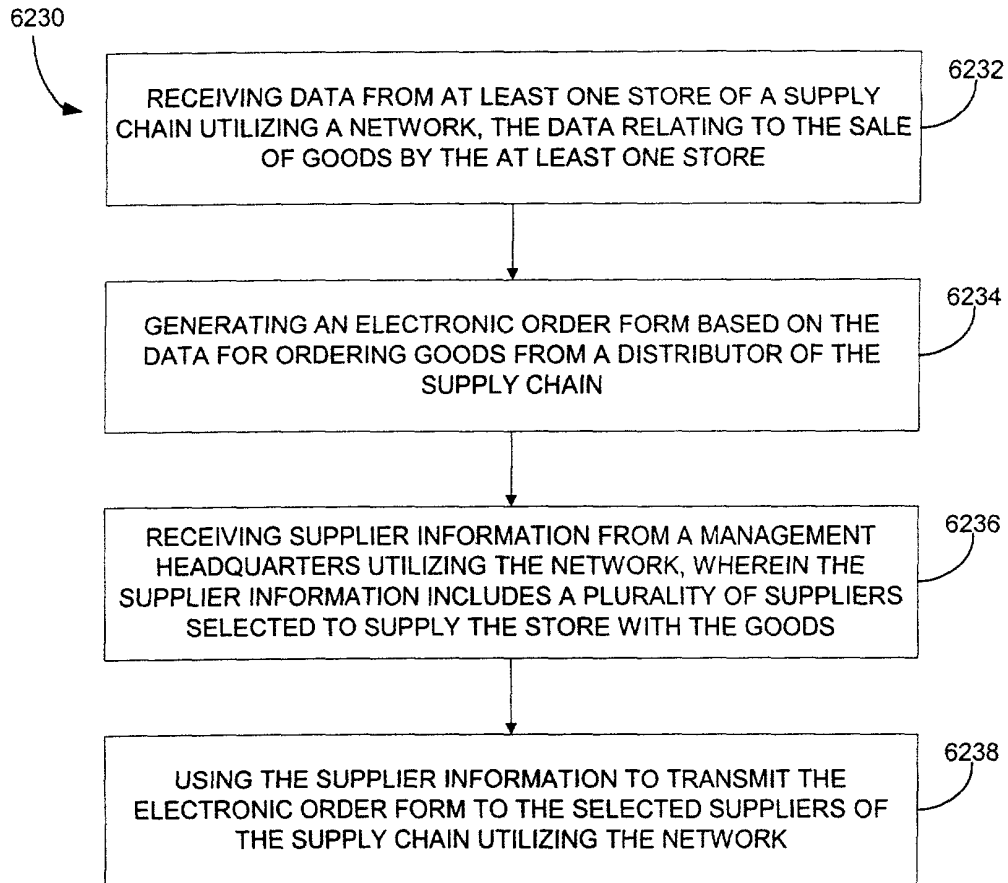 6230
6232
RECEIVING DATA FROM AT LEAST ONE STORE OF A SUPPLY
CHAIN UTILIZING A NETWORK, THE DATA RELATING TO THE SALE
OF GOODS BY THE AT LEAST ONE STORE
6234
GENERATING AN ELECTRONIC ORDER FORM BASED ON THE
DATA FOR ORDERING GOODS FROM A DISTRIBUTOR OF THE
SUPPLY CHAIN
6236
RECEIVING SUPPLIER INFORMATION FROM A MANAGEMENT
HEADQUARTERS UTILIZING THE NETWORK, WHEREIN THE
SUPPLIER INFORMATION INCLUDES A PLURALITY OF SUPPLIERS
SELECTED TO SUPPLY THE STORE WITH THE GOODS
6238
USING THE SUPPLIER INFORMATION TO TRANSMIT THE
ELECTRONIC ORDER FORM TO THE SELECTED SUPPLIERS OF
THE SUPPLY CHAIN UTILIZING THE NETWORK